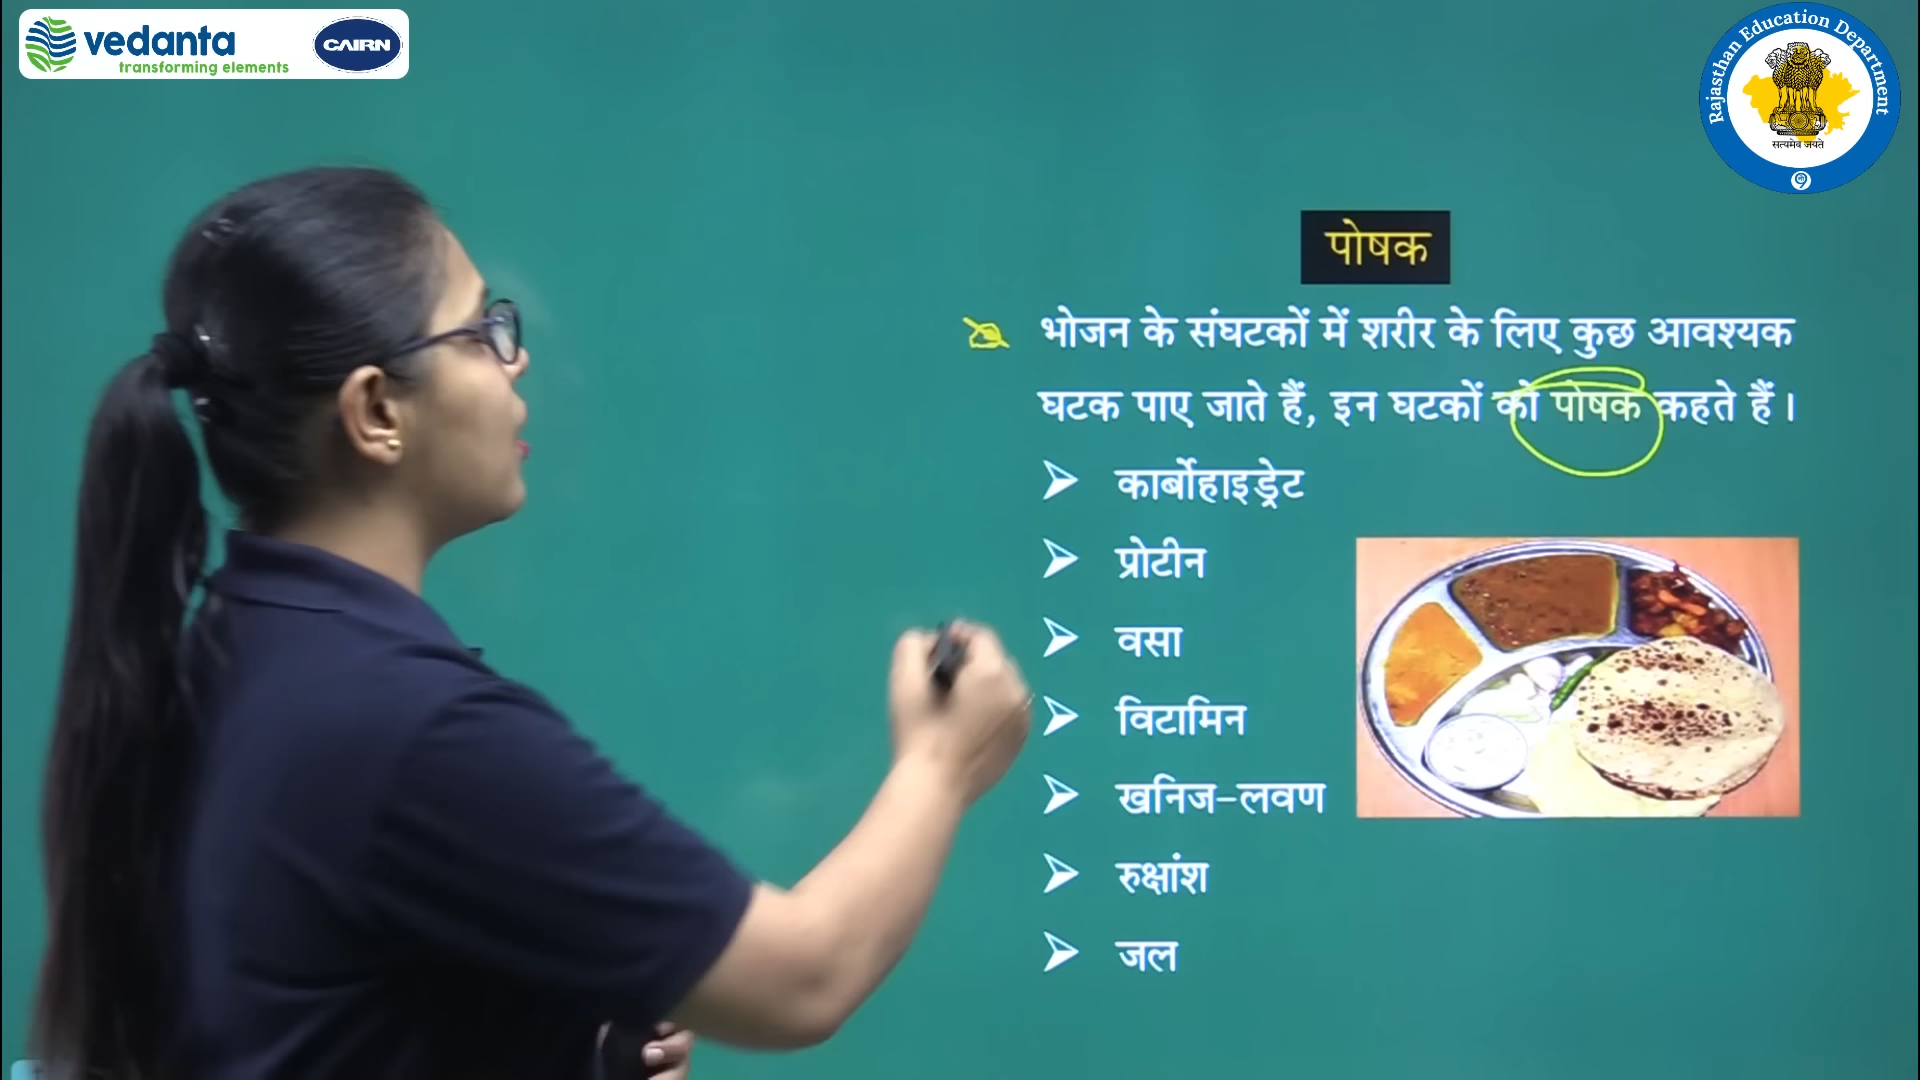 vedanta
transforming elements
CAIRN
Rajasthan Education Department
सत्यमेव जयते
पोषक
भोजन के संघटकों में शरीर के लिए कुछ आवश्यक
घटक पाए जाते हैं, इन घटकों को पोषक कहते हैं।
कार्बोहाइड्रेट
प्रोटीन
वसा
विटामिन
खनिज-लवण
रुक्षांश
जल